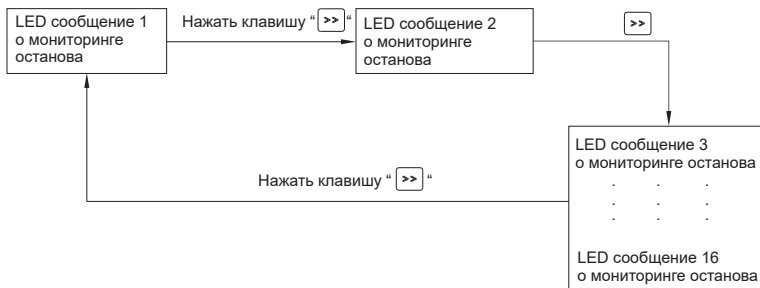 LED сообщение 1
о мониторинге
останова
Нажать клавишу “ >> “
LED сообщение 2
о мониторинге
останова
>>
LED сообщение 3
о мониторинге останова
. . .
. . .
. . .
LED сообщение 16
о мониторинге останова
Нажать клавишу “ >> “